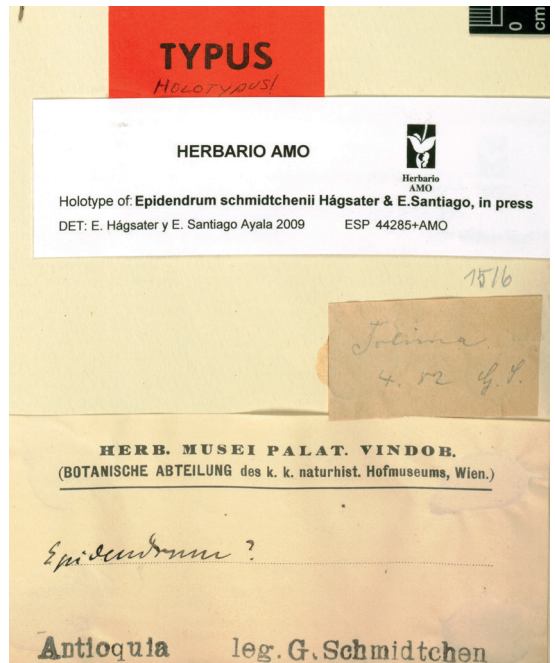 0
cm
TYPUS
HOLOTYPUS!
HERBARIO AMO
Herbario
AMO
Holotype of: Epidendrum schmidtchenii Hágsater & E.Santiago, in press
DET: E. Hágsater y E. Santiago Ayala 2009 ESP 44285+AMO
1516
Tolima.
4. 82 G. S.
HERB. MUSEI PALAT. VINDOB.
(BOTANISCHE ABTEILUNG des k. k. naturhist. Hofmuseums, Wien.)
Epidendrum ?
Antioquia leg. G. Schmidtchen